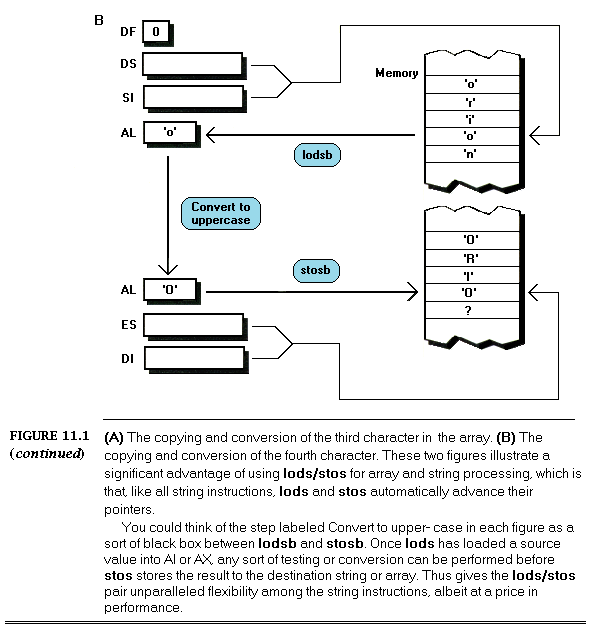 B
DF 0
DS
SI
Memory
'o'
'r'
'i'
'o'
'n'
AL 'o'
lodsb
Convert to
uppercase
AL 'O'
stosb
'O'
'R'
'I'
'O'
?
ES
DI
FIGURE 11.1
(continued)
(A) The copying and conversion of the third character in the array. (B) The
copying and conversion of the fourth character. These two figures illustrate a
significant advantage of using lods/stos for array and string processing, which is
that, like all string instructions, lods and stos automatically advance their
pointers.
You could think of the step labeled Convert to upper- case in each figure as a
sort of black box between lodsb and stosb. Once lods has loaded a source
value into Al or AX, any sort of testing or conversion can be performed before
stos stores the result to the destination string or array. Thus gives the lods/stos
pair unparalleled flexibility among the string instructions, albeit at a price in
performance.